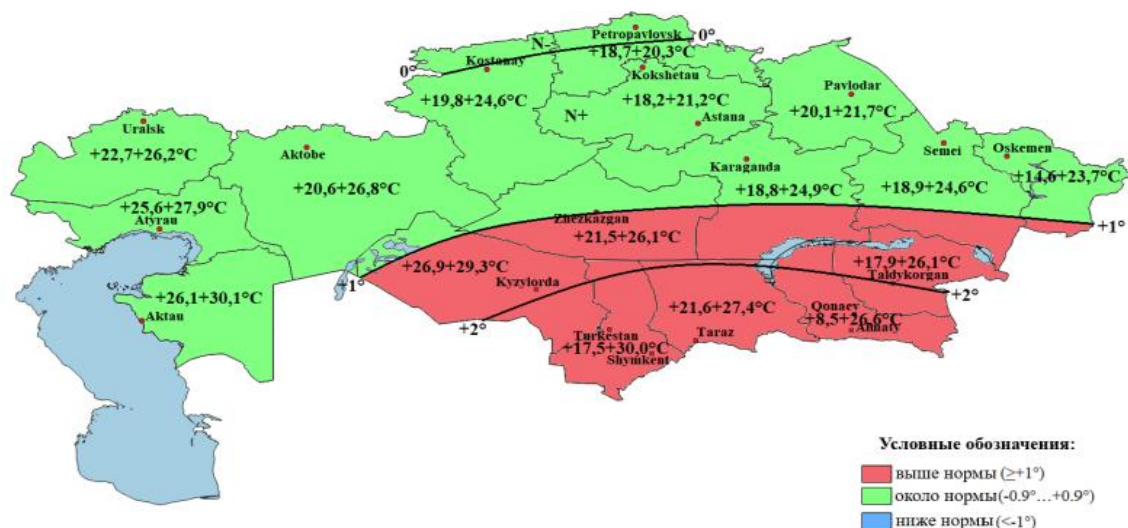 Petropavlovsk
N-
0°
+18,7+20,3°C
Kostanay
0°
Kokshetau
Pavlodar
+19,8+24,6°C
+18,2+21,2°C
+20,1+21,7°C
N+
Astana
Uralsk
Aktobe
Semei
Oskemen
+22,7+26,2°C
Karaganda
+14,6+23,7°C
+20,6+26,8°C
+18,8+24,9°C
+18,9+24,6°C
+25,6+27,9°C
Atyrau
Zhezkazgan
+1°
+21,5+26,1°C
+26,9+29,3°C
+17,9+26,1°C
Taldykorgan
+1°
Kyzylorda
+26,1+30,1°C
+2°
Aktau
+21,6+27,4°C
Qonaev
+8,5+26,6°C
+2°
Almaty
Turkestan
Taraz
+17,5+30,0°C
Shymkent
Условные обозначения:
выше нормы (≥+1°)
около нормы(-0.9°…+0.9°)
ниже нормы (<-1°)